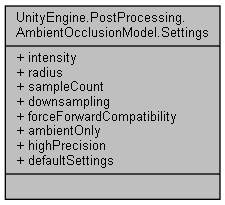 UnityEngine.PostProcessing.
AmbientOcclusionModel.Settings
+ intensity
+ radius
+ sampleCount
+ downsampling
+ forceForwardCompatibility
+ ambientOnly
+ highPrecision
+ defaultSettings